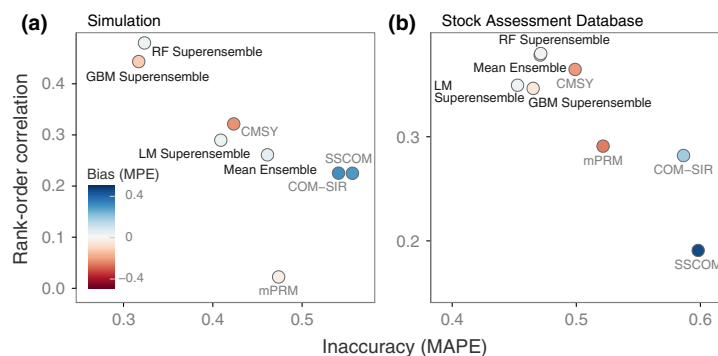 (a) Simulation
(b) Stock Assessment Database
Rank-order correlation
0.5
0.4
0.3
0.2
0.1
0.0
RF Superensemble
GBM Superensemble
CMSY
LM Superensemble
Mean Ensemble
SSCOM
COM−SIR
mPRM
Bias (MPE)
0.4
0
−0.4
0.3
0.4
0.5
RF Superensemble
Mean Ensemble
CMSY
LM
Superensemble
GBM Superensemble
mPRM
COM−SIR
SSCOM
0.3
0.2
0.4
0.5
0.6
Inaccuracy (MAPE)